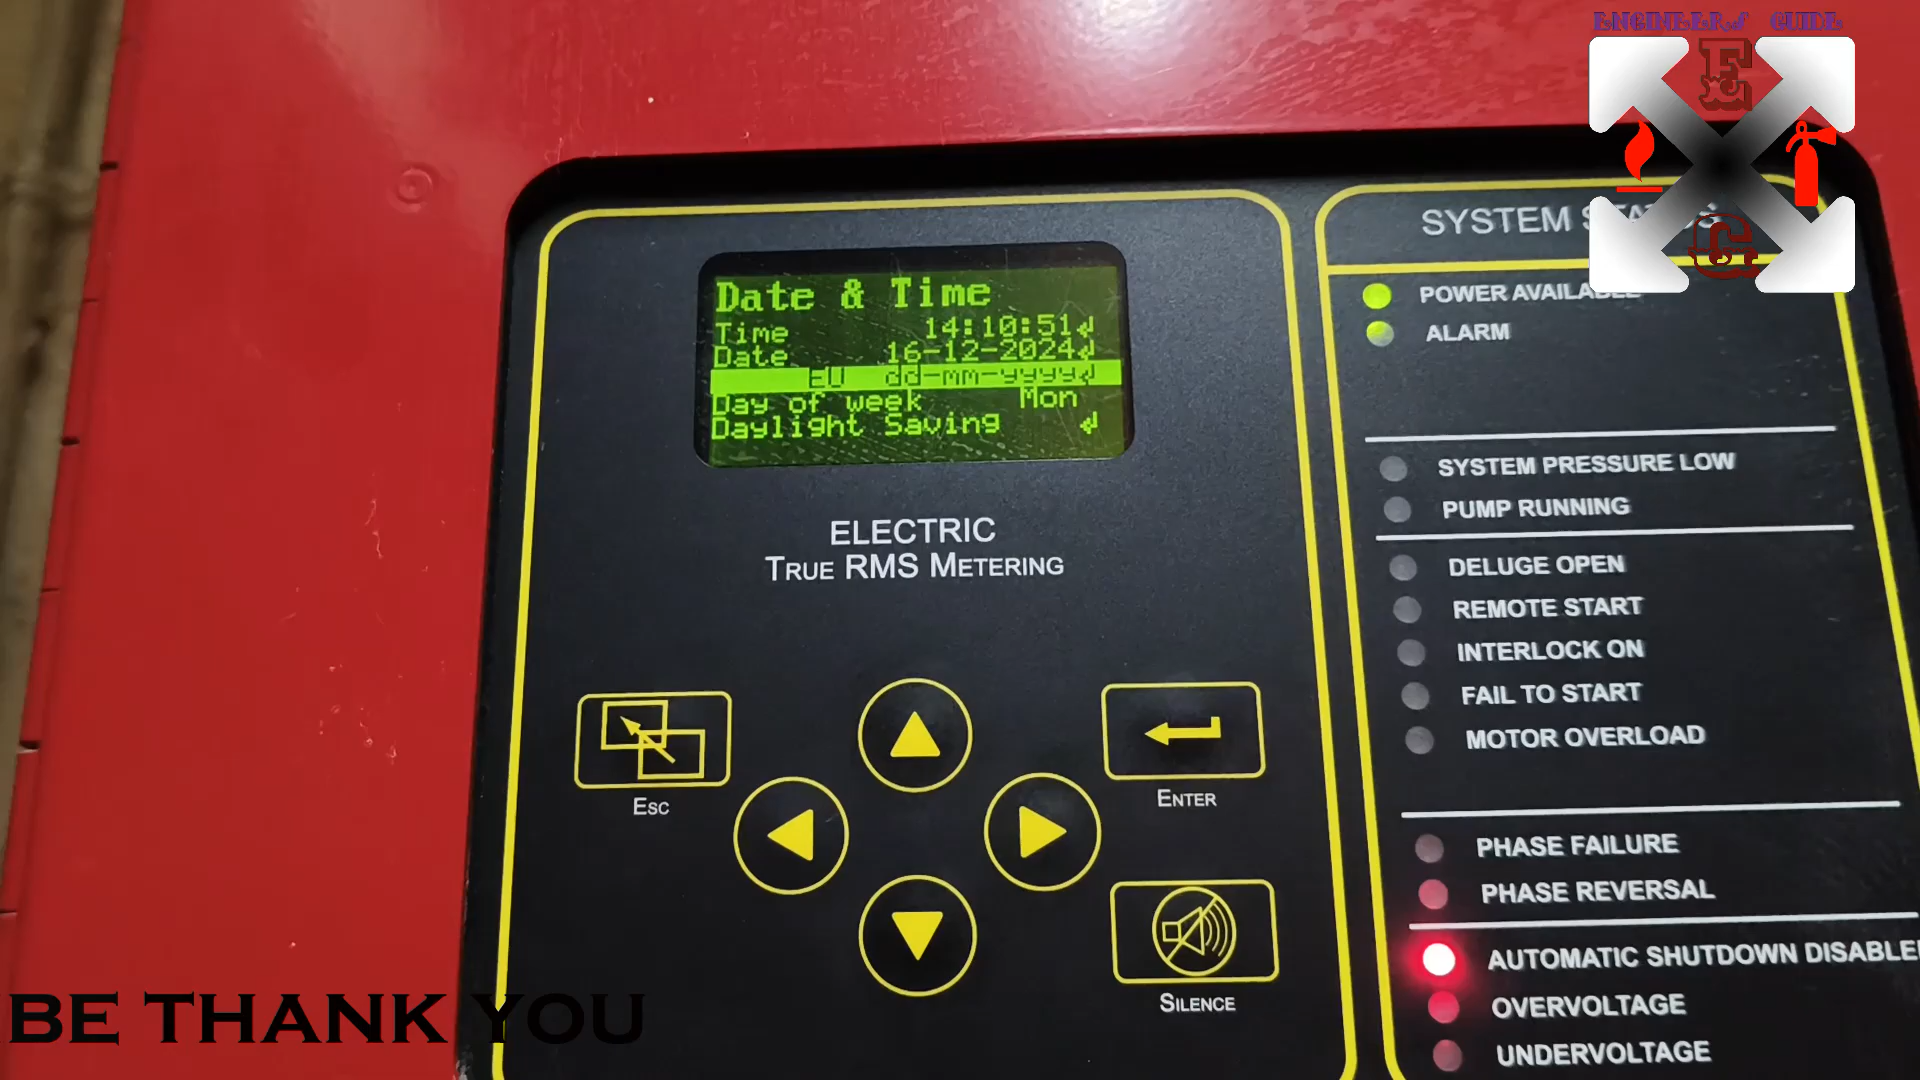 ENGINEERS GUIDE
E
G
Date & Time
Time 14:10:51
Date 16-12-2024
EU dd-mm-yyyy
Day of week Mon
Daylight Saving
ELECTRIC
TRUE RMS METERING
ESC
ENTER
SILENCE
SYSTEM STATUS
POWER AVAILABLE
ALARM
SYSTEM PRESSURE LOW
PUMP RUNNING
DELUGE OPEN
REMOTE START
INTERLOCK ON
FAIL TO START
MOTOR OVERLOAD
PHASE FAILURE
PHASE REVERSAL
AUTOMATIC SHUTDOWN DISABLE
OVERVOLTAGE
UNDERVOLTAGE
BE THANK YOU